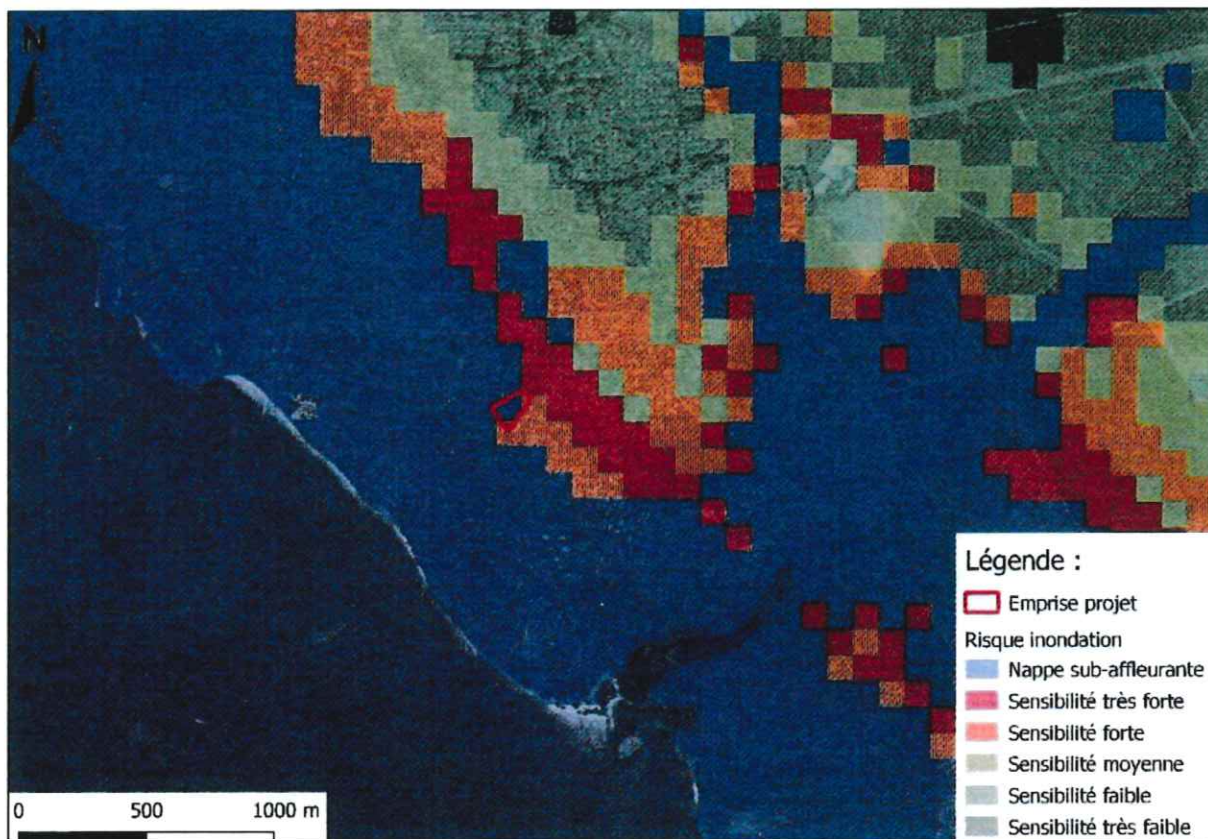 N
Légende :
Emprise projet
Risque inondation
Nappe sub-affleurante
Sensibilité très forte
Sensibilité forte
Sensibilité moyenne
Sensibilité faible
Sensibilité très faible
0 500 1000 m